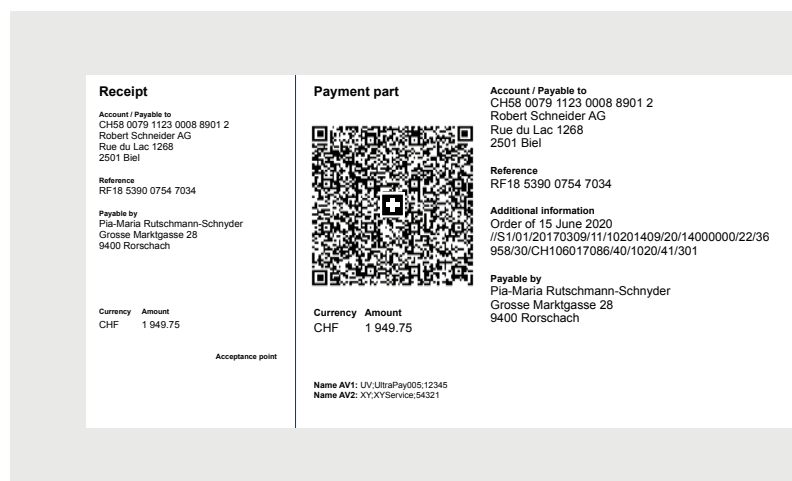 Receipt
Account / Payable to
CH58 0079 1123 0008 8901 2
Robert Schneider AG
Rue du Lac 1268
2501 Biel
Reference
RF18 5390 0754 7034
Payable by
Pia-Maria Rutschmann-Schnyder
Grosse Marktgasse 28
9400 Rorschach
Currency Amount
CHF 1 949.75
Acceptance point
Payment part
Currency Amount
CHF 1 949.75
Name AV1: UV;UltraPay005;12345
Name AV2: XY;XYService;54321
Account / Payable to
CH58 0079 1123 0008 8901 2
Robert Schneider AG
Rue du Lac 1268
2501 Biel
Reference
RF18 5390 0754 7034
Additional information
Order of 15 June 2020
//S1/01/20170309/11/10201409/20/14000000/22/36
958/30/CH106017086/40/1020/41/301
Payable by
Pia-Maria Rutschmann-Schnyder
Grosse Marktgasse 28
9400 Rorschach